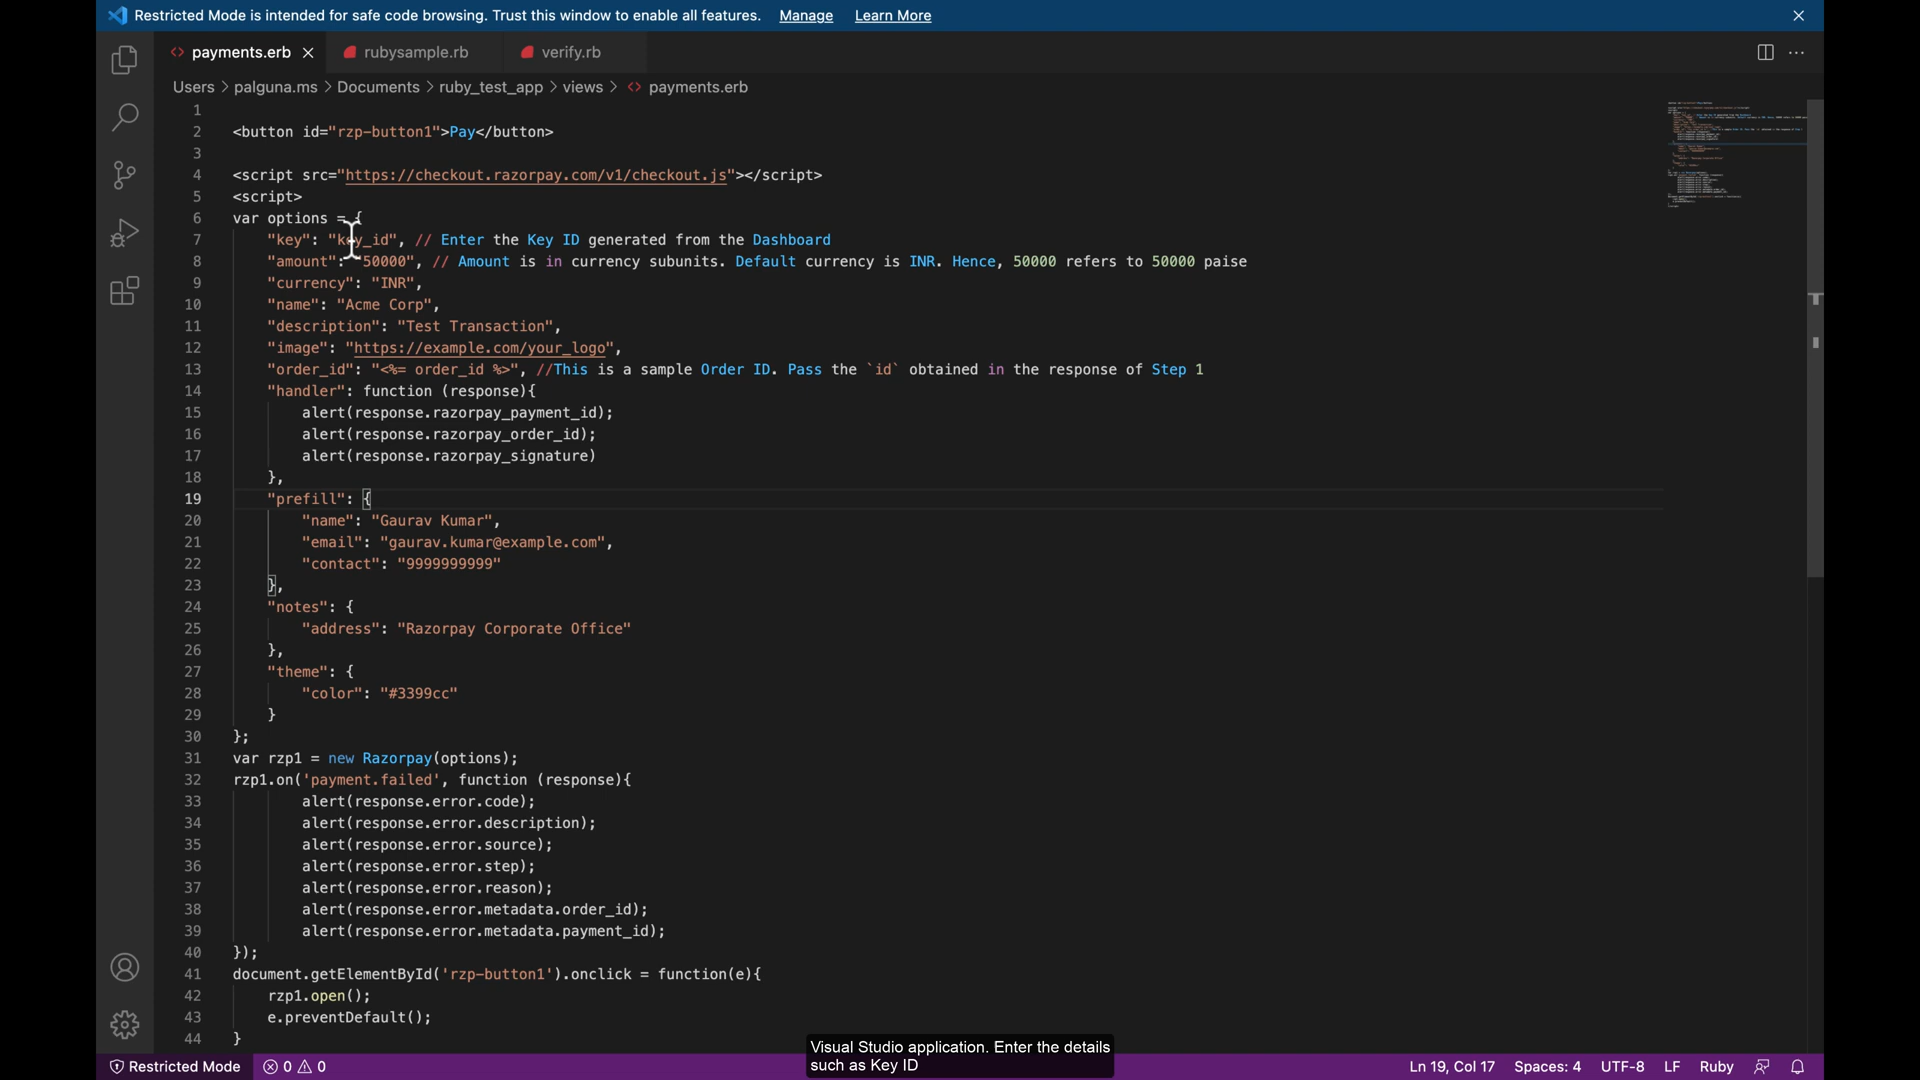 Restricted Mode is intended for safe code browsing. Trust this window to enable all features. Manage Learn More
payments.erb rubysample.rb verify.rb
Users > palguna.ms > Documents > ruby_test_app > views > <> payments.erb
1
2 <button id="rzp-button1">Pay</button>
3
4 <script src="https://checkout.razorpay.com/v1/checkout.js"></script>
5 <script>
6 var options = {
7 "key": "key_id", // Enter the Key ID generated from the Dashboard
8 "amount": "50000", // Amount is in currency subunits. Default currency is INR. Hence, 50000 refers to 50000 paise
9 "currency": "INR",
10 "name": "Acme Corp",
11 "description": "Test Transaction",
12 "image": "https://example.com/your_logo",
13 "order_id": "<%= order_id %>", //This is a sample Order ID. Pass the `id` obtained in the response of Step 1
14 "handler": function (response){
15 alert(response.razorpay_payment_id);
16 alert(response.razorpay_order_id);
17 alert(response.razorpay_signature)
18 },
19 "prefill": {
20 "name": "Gaurav Kumar",
21 "email": "gaurav.kumar@example.com",
22 "contact": "9999999999"
23 },
24 "notes": {
25 "address": "Razorpay Corporate Office"
26 },
27 "theme": {
28 "color": "#3399cc"
29 }
30 };
31 var rzp1 = new Razorpay(options);
32 rzp1.on('payment.failed', function (response){
33 alert(response.error.code);
34 alert(response.error.description);
35 alert(response.error.source);
36 alert(response.error.step);
37 alert(response.error.reason);
38 alert(response.error.metadata.order_id);
39 alert(response.error.metadata.payment_id);
40 });
41 document.getElementById('rzp-button1').onclick = function(e){
42 rzp1.open();
43 e.preventDefault();
44 }
Visual Studio application. Enter the details
such as Key ID
Restricted Mode 0 0 Ln 19, Col 17 Spaces: 4 UTF-8 LF Ruby